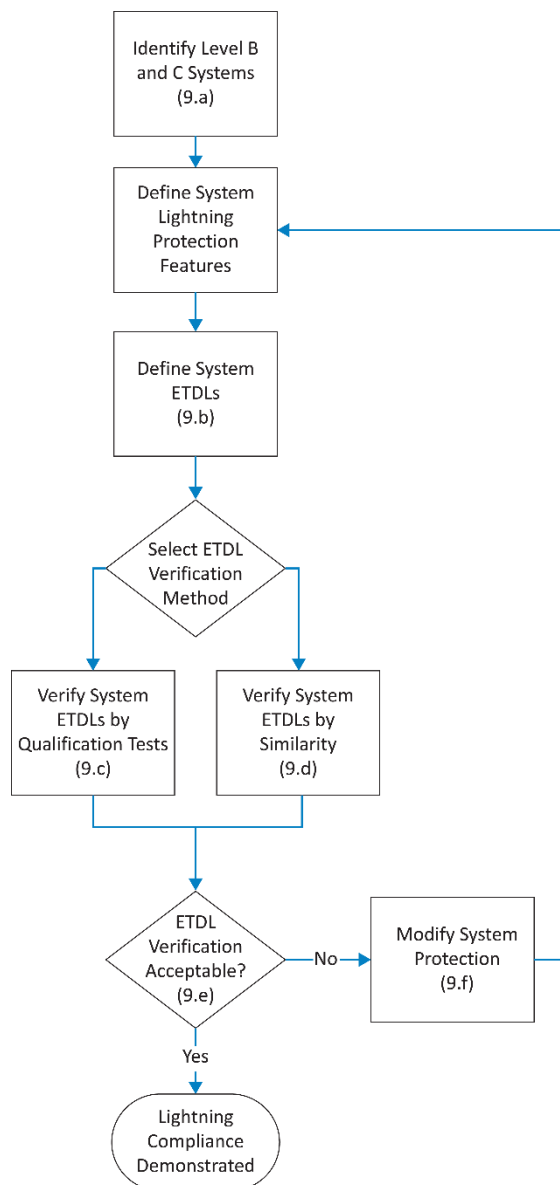 Identify Level B
and C Systems
(9.a)
Define System
Lightning
Protection
Features
Define System
ETDLs
(9.b)
Select ETDL
Verification
Method
Verify System
ETDLs by
Qualification Tests
(9.c)
Verify System
ETDLs by
Similarity
(9.d)
ETDL
Verification
Acceptable?
(9.e)
No
Modify System
Protection
(9.f)
Yes
Lightning
Compliance
Demonstrated